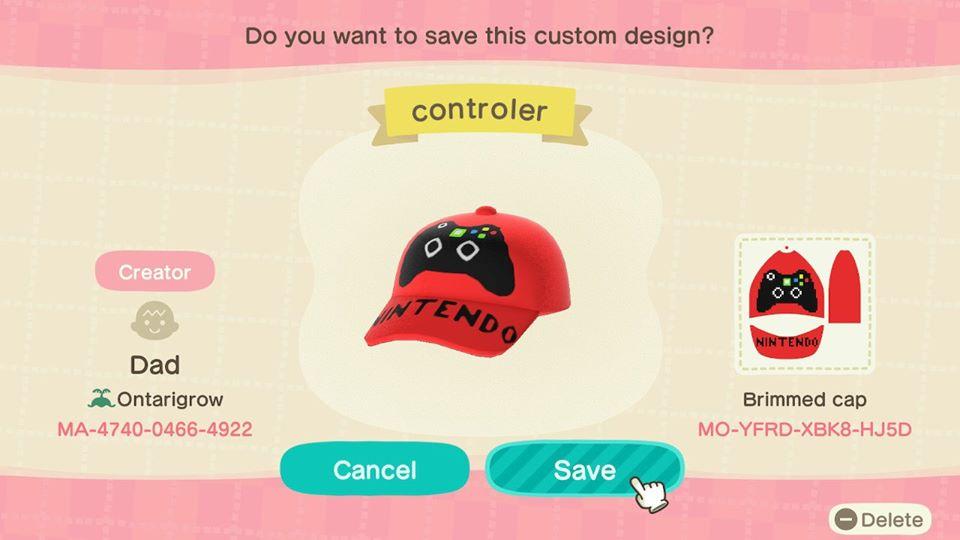 Do you want to save this custom design?
controler
NINTENDO
Creator
Dad
Ontarigrow
MA-4740-0466-4922
NINTENDO
Brimmed cap
MO-YFRD-XBK8-HJ5D
Cancel
Save
Delete